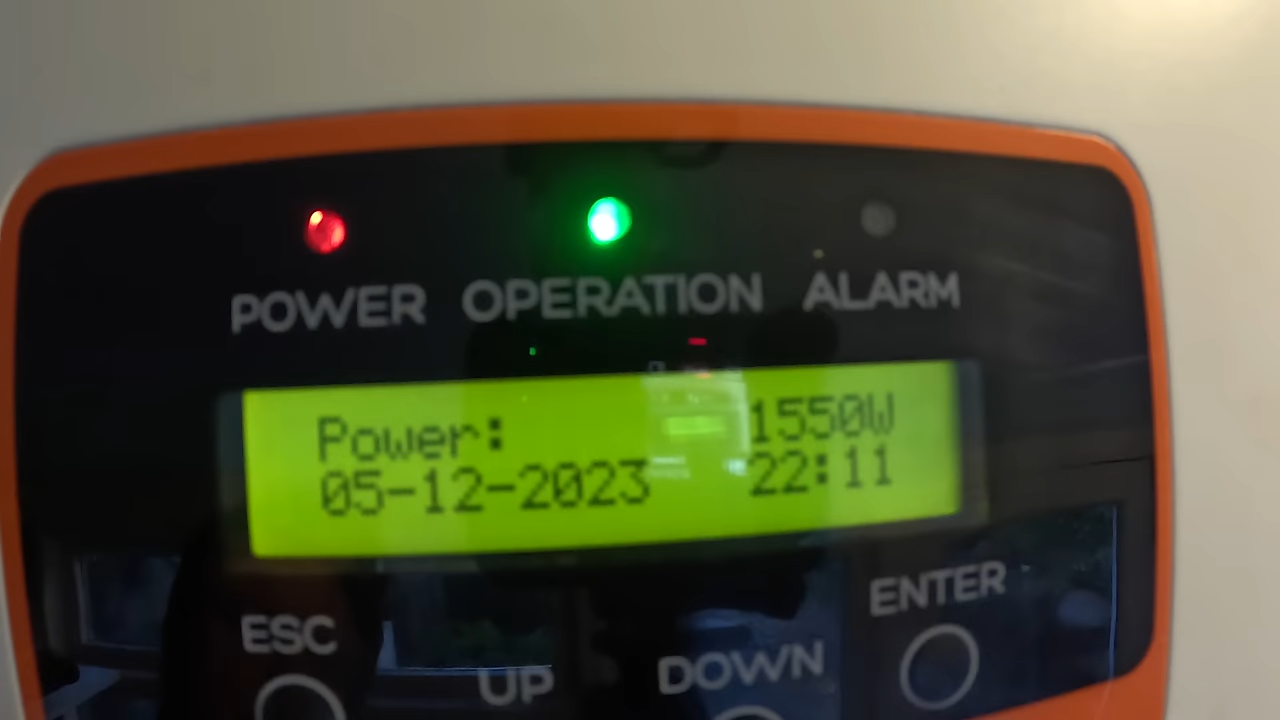 POWER OPERATION ALARM
Power: 1550W
05-12-2023 22:11
ESC UP DOWN ENTER